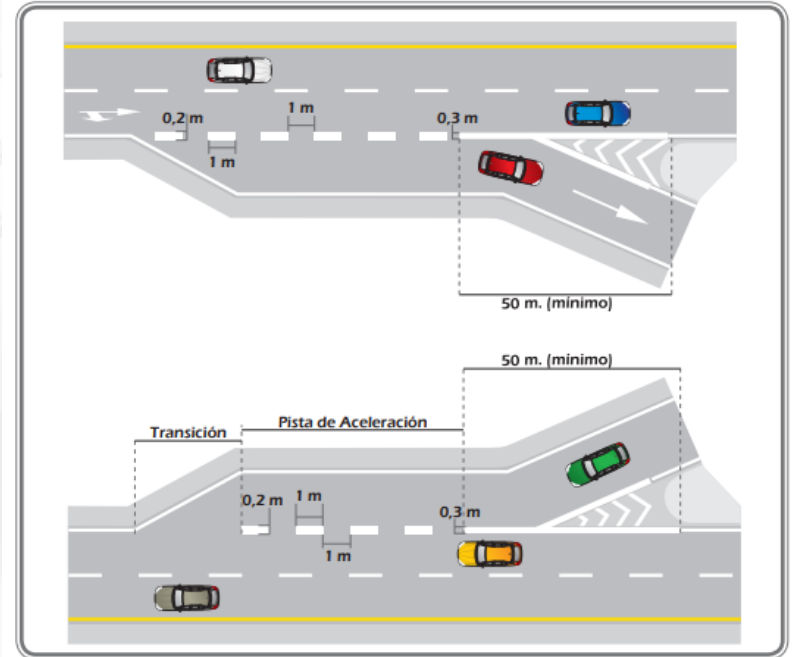 1 m
0,2 m
0,3 m
1 m
50 m. (mínimo)
50 m. (mínimo)
Transición
Pista de Aceleración
0,2 m
1 m
0,3 m
1 m